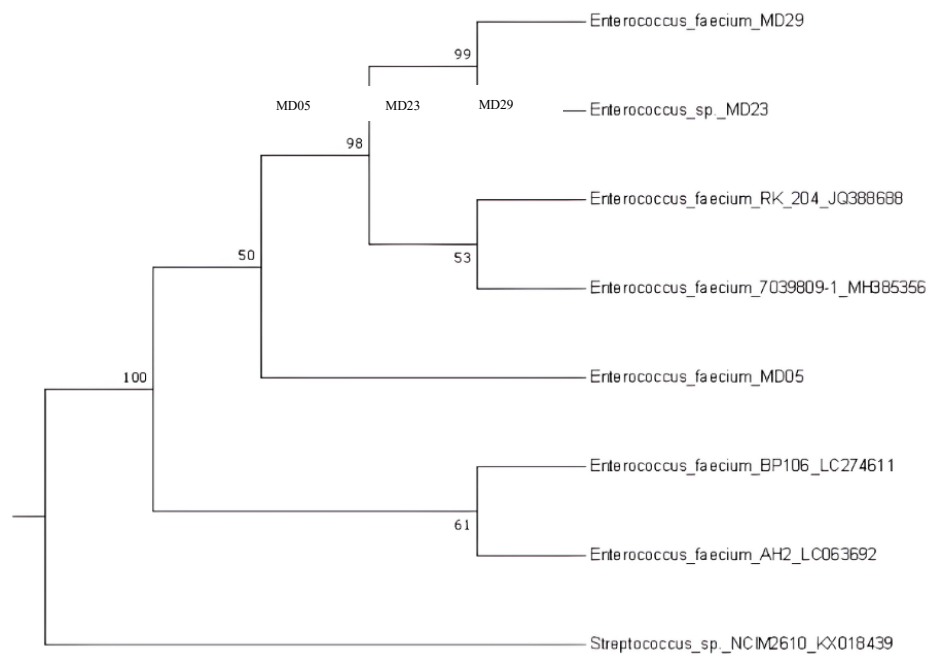 Enterococcus_faecium_MD29
99
MD05 MD23 MD29
Enterococcus_sp._MD23
98
Enterococcus_faecium_RK_204_JQ388688
50
53
Enterococcus_faecium_7039809-1_MH385356
100
Enterococcus_faecium_MD05
Enterococcus_faecium_BP106_LC274611
61
Enterococcus_faecium_AH2_LC063692
Streptococcus_sp._NCIM2610_KX018439